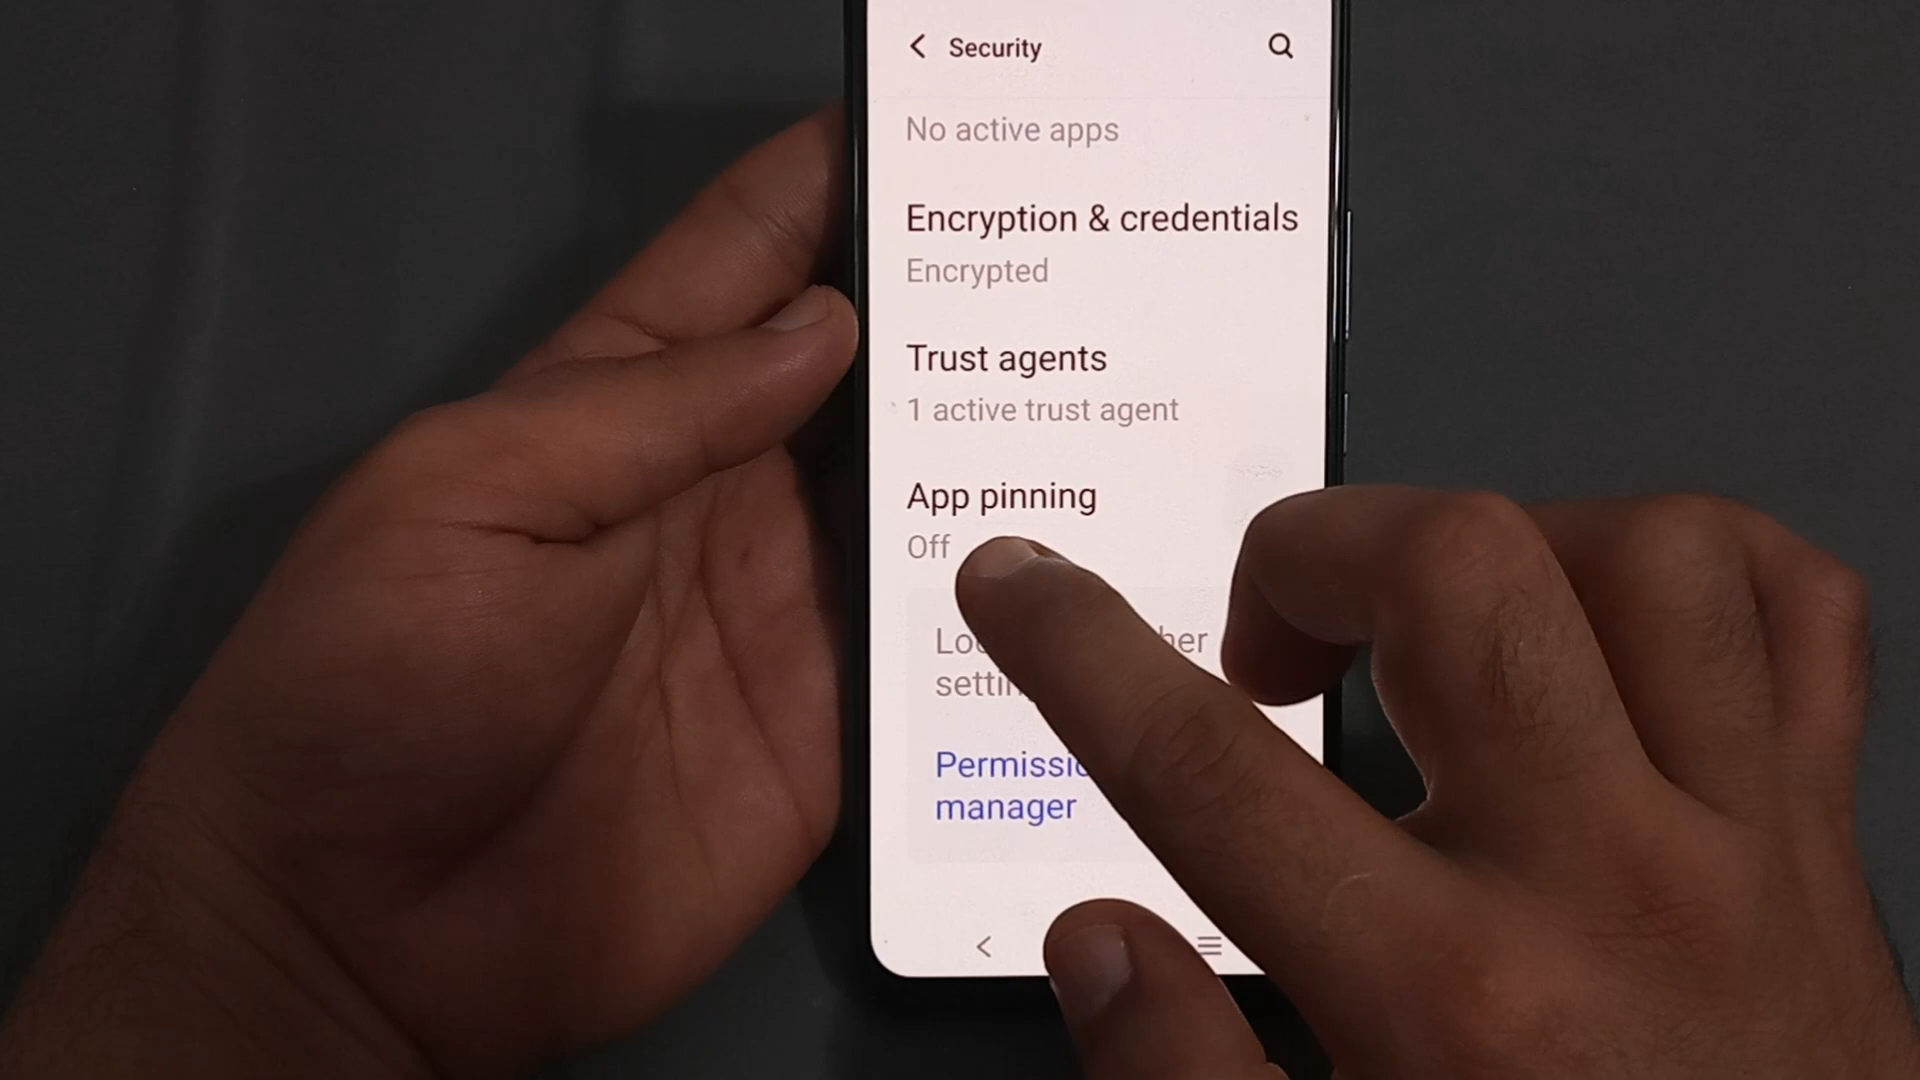 Security
No active apps
Encryption & credentials
Encrypted
Trust agents
1 active trust agent
App pinning
Off
manager